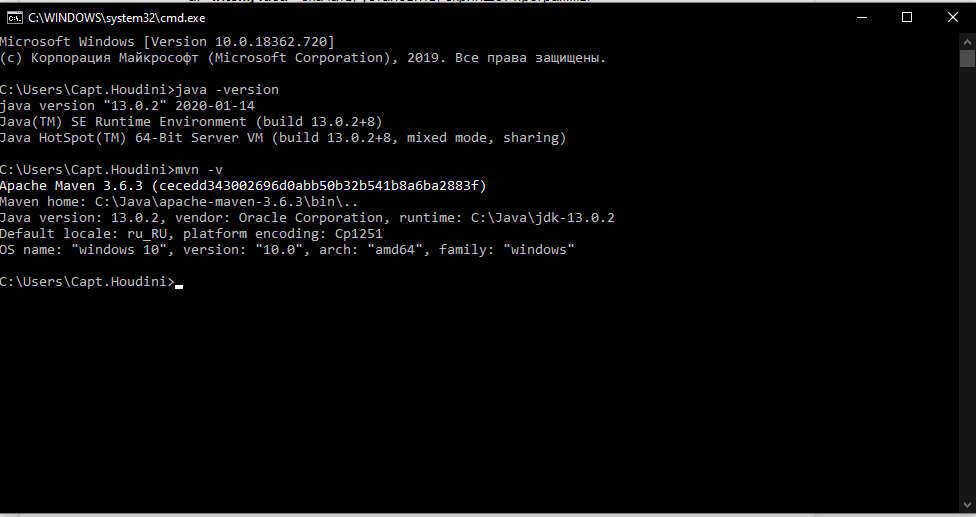 C:\WINDOWS\system32\cmd.exe
Microsoft Windows [Version 10.0.18362.720]
(c) Корпорация Майкрософт (Microsoft Corporation), 2019. Все права защищены.
C:\Users\Capt.Houdini>java -version
java version "13.0.2" 2020-01-14
Java(TM) SE Runtime Environment (build 13.0.2+8)
Java HotSpot(TM) 64-Bit Server VM (build 13.0.2+8, mixed mode, sharing)
C:\Users\Capt.Houdini>mvn -v
Apache Maven 3.6.3 (cecedd343002696d0abb50b32b541b8a6ba2883f)
Maven home: C:\Java\apache-maven-3.6.3\bin\..
Java version: 13.0.2, vendor: Oracle Corporation, runtime: C:\Java\jdk-13.0.2
Default locale: ru_RU, platform encoding: Cp1251
OS name: "windows 10", version: "10.0", arch: "amd64", family: "windows"
C:\Users\Capt.Houdini>